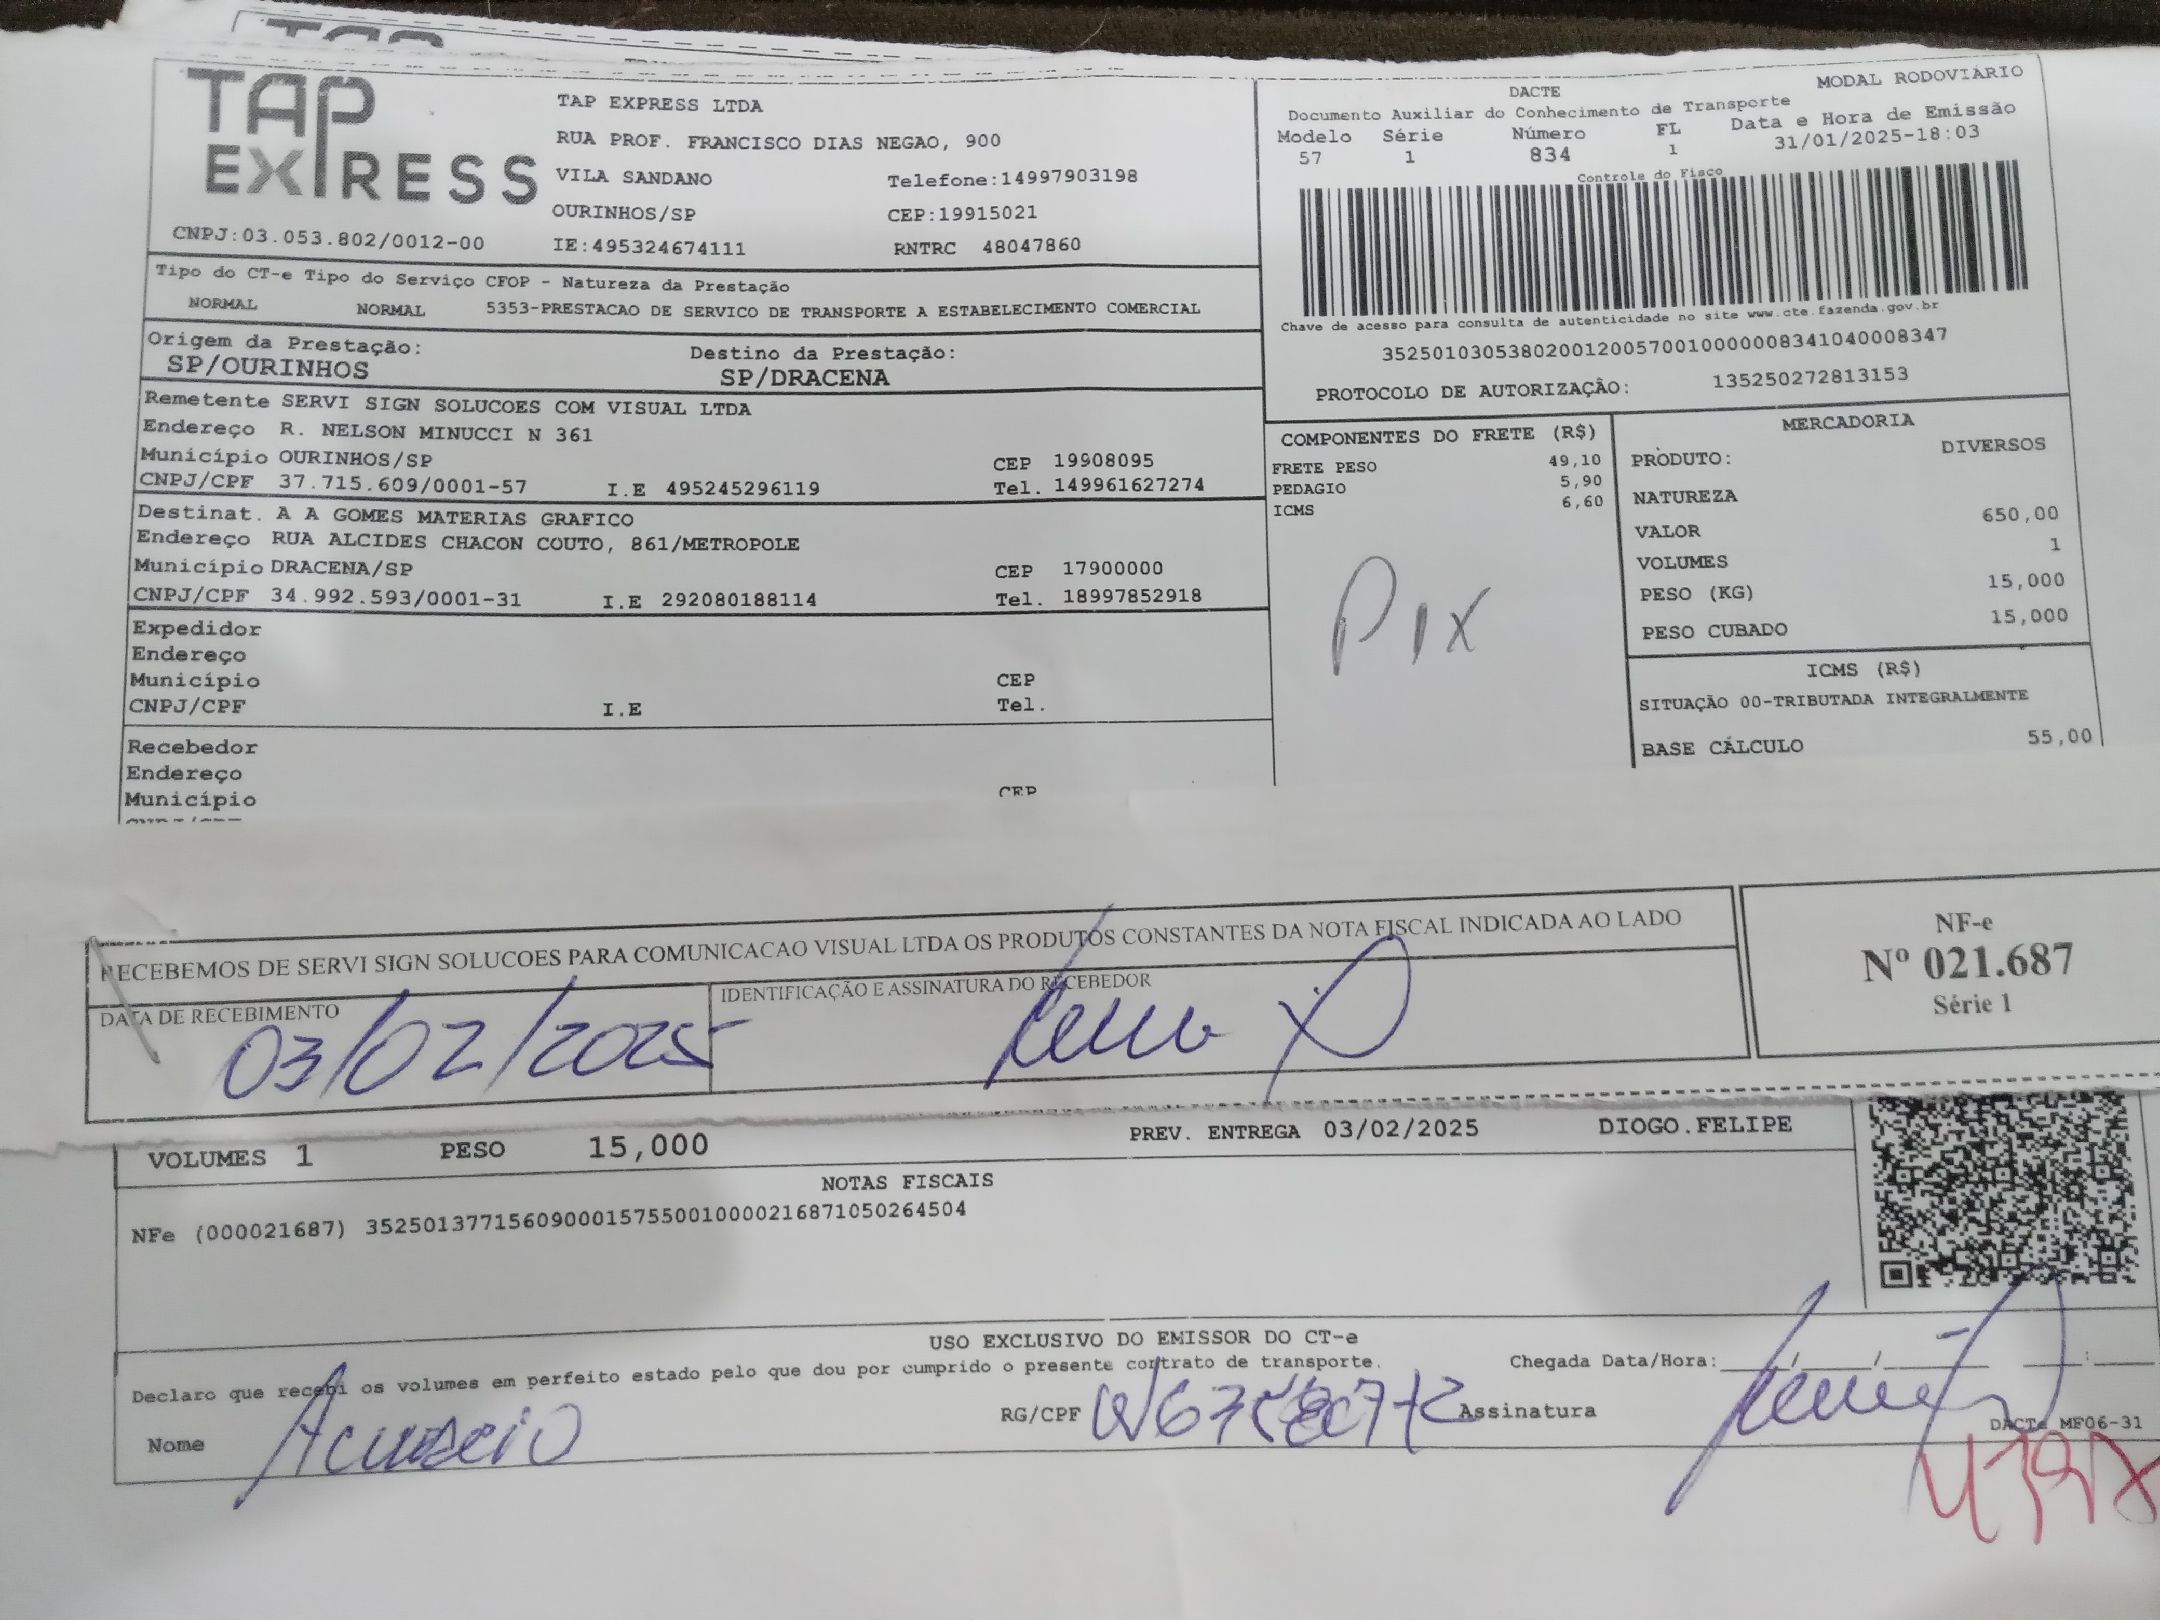 TAP
EXPRESS
CNPJ:03.053.802/0012-00
TAP EXPRESS LTDA
RUA PROF. FRANCISCO DIAS NEGAO, 900
VILA SANDANO Telefone:14997903198
OURINHOS/SP CEP:19915021
IE:495324674111 RNTRC 48047860
MODAL RODOVIÁRIO
DACTE
Documento Auxiliar do Conhecimento de Transporte
Modelo Série Número FL Data e Hora de Emissão
57 1 834 1 31/01/2025-18:03
Controle do Fisco
Chave de acesso para consulta de autenticidade no site www.cte.fazenda.gov.br
35250103053802001200570010000008341040008347
PROTOCOLO DE AUTORIZAÇÃO: 135250272813153
Tipo do CT-e Tipo do Serviço CFOP - Natureza da Prestação
NORMAL NORMAL 5353-PRESTACAO DE SERVICO DE TRANSPORTE A ESTABELECIMENTO COMERCIAL
Origem da Prestação: Destino da Prestação:
SP/OURINHOS SP/DRACENA
Remetente SERVI SIGN SOLUCOES COM VISUAL LTDA
Endereço R. NELSON MINUCCI N 361
Município OURINHOS/SP CEP 19908095
CNPJ/CPF 37.715.609/0001-57 I.E 495245296119 Tel. 149961627274
Destinat. A A GOMES MATERIAS GRAFICO
Endereço RUA ALCIDES CHACON COUTO, 861/METROPOLE
Município DRACENA/SP CEP 17900000
CNPJ/CPF 34.992.593/0001-31 I.E 292080188114 Tel. 18997852918
Expedidor
Endereço
Município CEP
CNPJ/CPF I.E Tel.
Recebedor
Endereço
Município CEP
COMPONENTES DO FRETE (R$)
FRETE PESO 49,10
PEDAGIO 5,90
ICMS 6,60
PIX
MERCADORIA
PRODUTO: DIVERSOS
NATUREZA
VALOR 650,00
VOLUMES 1
PESO (KG) 15,000
PESO CUBADO 15,000
ICMS (R$)
SITUAÇÃO 00-TRIBUTADA INTEGRALMENTE
BASE CÁLCULO 55,00
RECEBEMOS DE SERVI SIGN SOLUCOES PARA COMUNICACAO VISUAL LTDA OS PRODUTOS CONSTANTES DA NOTA FISCAL INDICADA AO LADO
DATA DE RECEBIMENTO IDENTIFICAÇÃO E ASSINATURA DO RECEBEDOR
03/02/2025
NF-e
Nº 021.687
Série 1
VOLUMES 1 PESO 15,000 PREV. ENTREGA 03/02/2025 DIOGO.FELIPE
NOTAS FISCAIS
NFe (000021687) 35250137715609000157550010000216871050264504
USO EXCLUSIVO DO EMISSOR DO CT-e
Declaro que recebi os volumes em perfeito estado pelo que dou por cumprido o presente contrato de transporte. Chegada Data/Hora:
Nome RG/CPF Assinatura
DACTe MF06-31